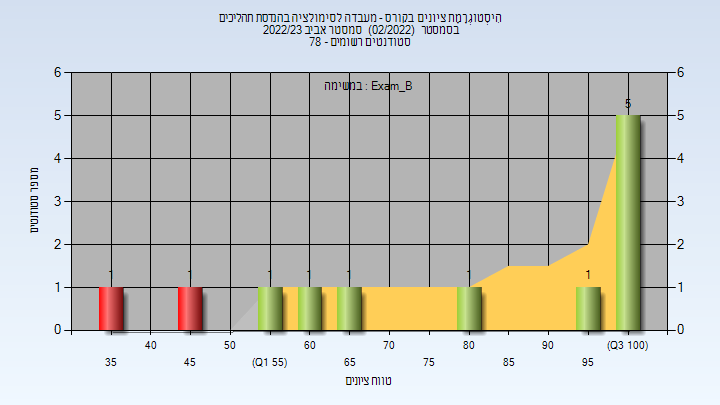 היסטוגרמת ציונים בקורס - מעבדה לסימולציה בהנדסת תהליכים
בסמסטר (02/2022) סמסטר אביב 2022/23
סטודנטים רשומים - 78
במשימה : Exam_B
מספר סטודנטים
6 6
5 5
4 4
3 3
2 2
1 1
0 0
1 1 1 1 1 1 1 5
40 50 60 70 80 90 (Q3 100)
35 45 (Q1 55) 65 75 85 95
טווח ציונים